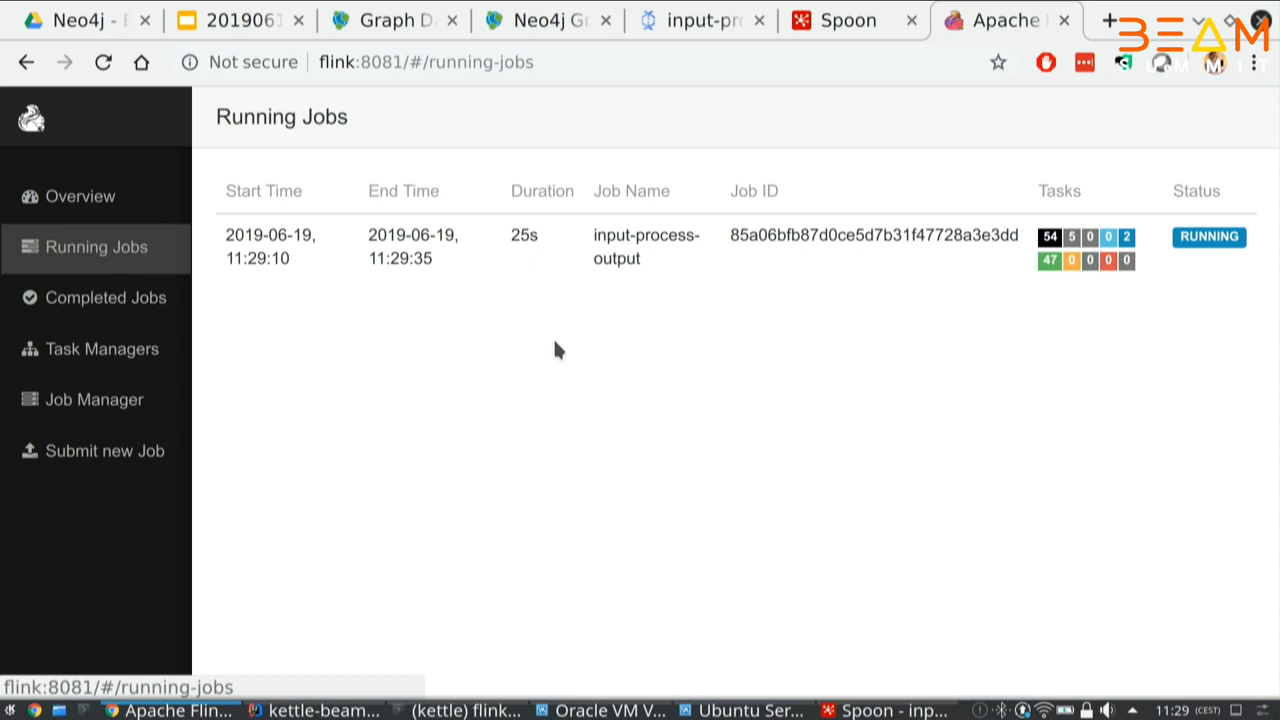 Neo4j - E
201906
Graph D
Neo4j Gr
input-pro
Spoon
Apache
BEAM
SUMMIT
Not secure
flink:8081/#/running-jobs
Running Jobs
Overview
Running Jobs
Completed Jobs
Task Managers
Job Manager
Submit new Job
Start Time End Time Duration Job Name Job ID Tasks Status
2019-06-19, 11:29:10
2019-06-19, 11:29:35
25s
input-process-output
85a06bfb87d0ce5d7b31f47728a3e3dd
54 5 0 0 2
47 0 0 0 0
RUNNING
flink:8081/#/running-jobs
Apache Flin...
kettle-beam...
(kettle) flink...
Oracle VM V...
Ubuntu Ser...
Spoon - inp...
11:29 (CEST)